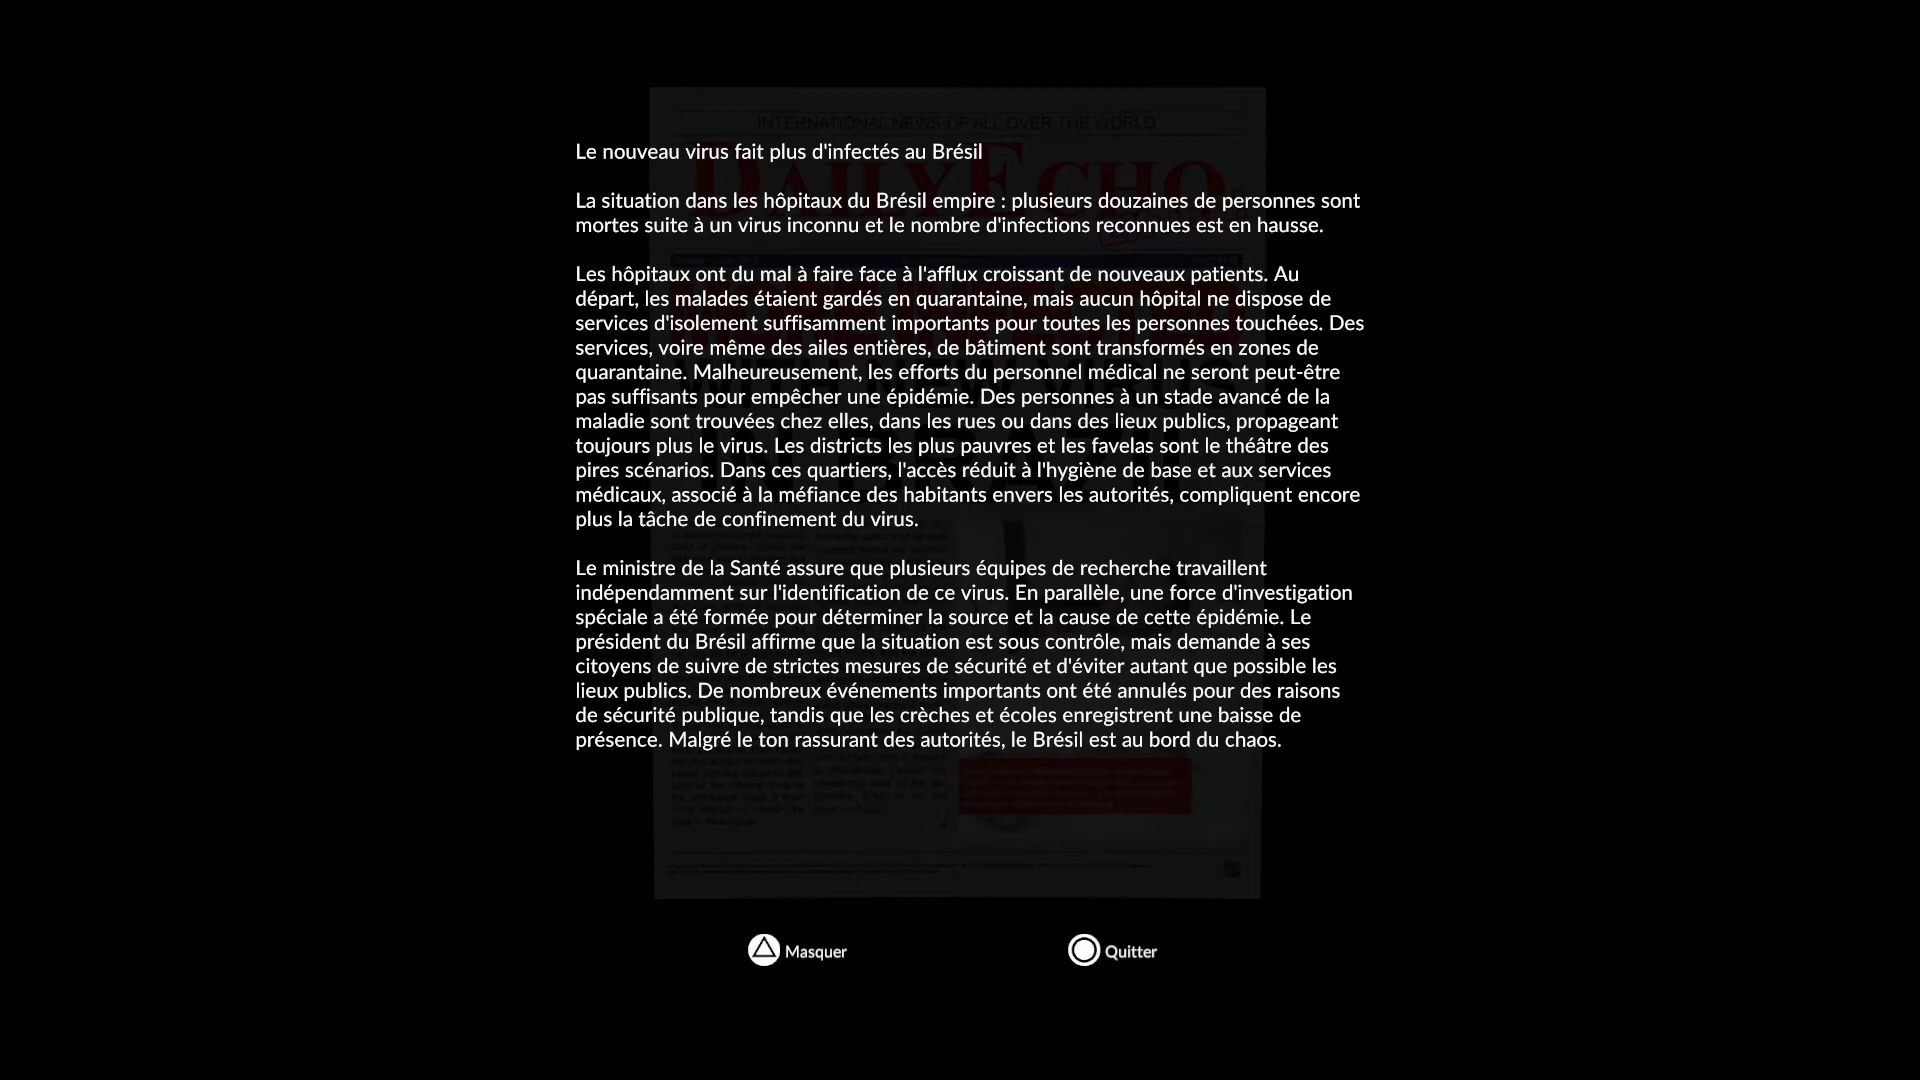 INTERNATIONAL NEWS OF ALL OVER THE WORLD
DAILY ECHO
Le nouveau virus fait plus d'infectés au Brésil
La situation dans les hôpitaux du Brésil empire : plusieurs douzaines de personnes sont
mortes suite à un virus inconnu et le nombre d'infections reconnues est en hausse.
Les hôpitaux ont du mal à faire face à l'afflux croissant de nouveaux patients. Au
départ, les malades étaient gardés en quarantaine, mais aucun hôpital ne dispose de
services d'isolement suffisamment importants pour toutes les personnes touchées. Des
services, voire même des ailes entières, de bâtiment sont transformés en zones de
quarantaine. Malheureusement, les efforts du personnel médical ne seront peut-être
pas suffisants pour empêcher une épidémie. Des personnes à un stade avancé de la
maladie sont trouvées chez elles, dans les rues ou dans des lieux publics, propageant
toujours plus le virus. Les districts les plus pauvres et les favelas sont le théâtre des
pires scénarios. Dans ces quartiers, l'accès réduit à l'hygiène de base et aux services
médicaux, associé à la méfiance des habitants envers les autorités, compliquent encore
plus la tâche de confinement du virus.
Le ministre de la Santé assure que plusieurs équipes de recherche travaillent
indépendamment sur l'identification de ce virus. En parallèle, une force d'investigation
spéciale a été formée pour déterminer la source et la cause de cette épidémie. Le
président du Brésil affirme que la situation est sous contrôle, mais demande à ses
citoyens de suivre de strictes mesures de sécurité et d'éviter autant que possible les
lieux publics. De nombreux événements importants ont été annulés pour des raisons
de sécurité publique, tandis que les crèches et écoles enregistrent une baisse de
présence. Malgré le ton rassurant des autorités, le Brésil est au bord du chaos.
Masquer
Quitter